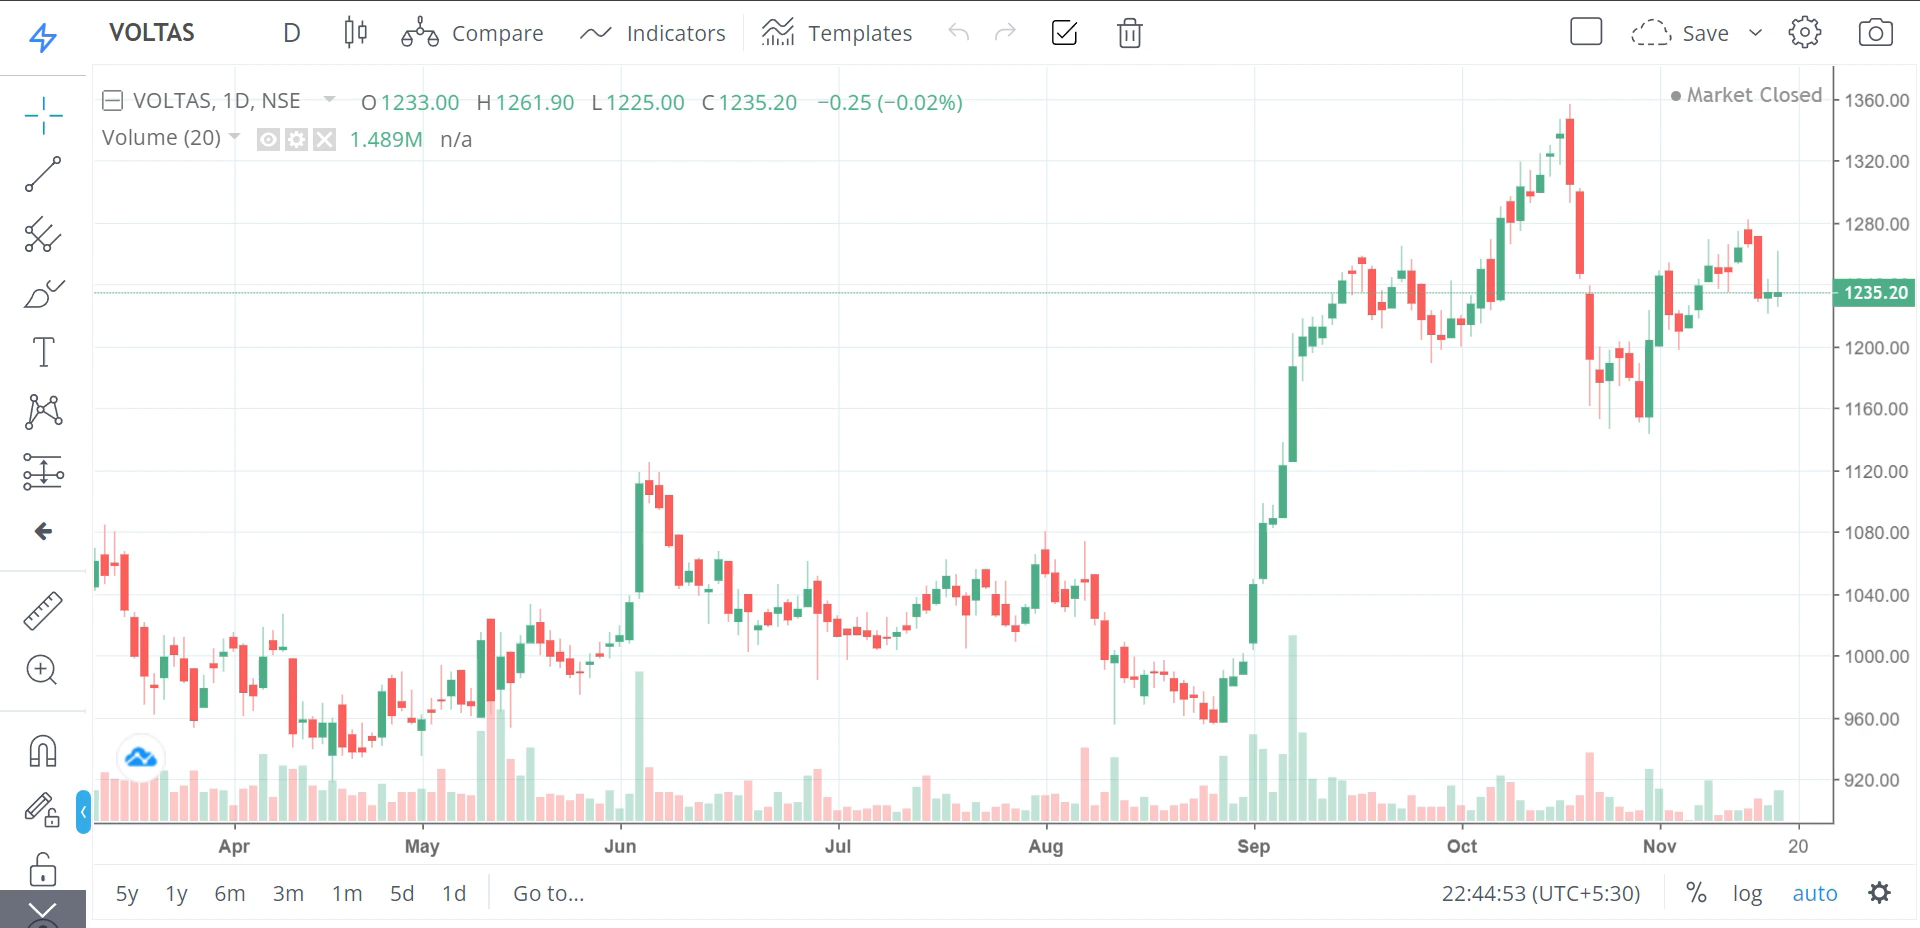 VOLTAS D Compare Indicators Templates Save
VOLTAS, 1D, NSE O1233.00 H1261.90 L1225.00 C1235.20 −0.25 (−0.02%)
Market Closed
Volume (20) 1.489M n/a
1360.00
1320.00
1280.00
1235.20
1200.00
1160.00
1120.00
1080.00
1040.00
1000.00
960.00
920.00
Apr May Jun Jul Aug Sep Oct Nov 20
5y 1y 6m 3m 1m 5d 1d Go to... 22:44:53 (UTC+5:30) % log auto